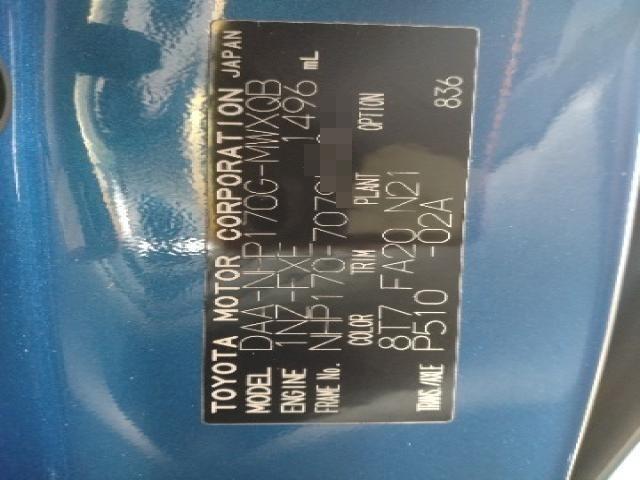 TOYOTA MOTOR CORPORATION JAPAN
MODEL DAA-NHP170G-MWXQB
ENGINE 1NZ-FXE 1496 mL
FRAME No. NHP170-7079
COLOR TRIM PLANT OPTION
8T7 FA20 N21
TRANS./AXLE P510 -02A 836